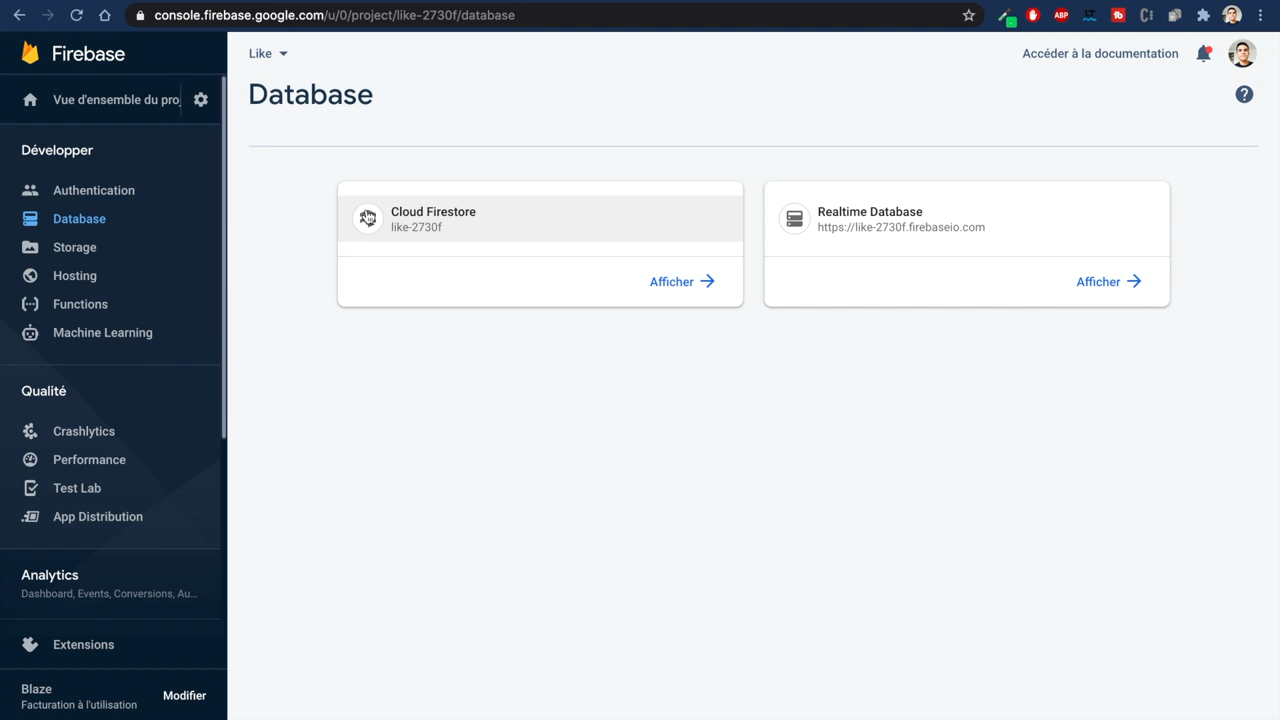 console.firebase.google.com/u/0/project/like-2730f/database
ABP
Firebase
Like
Accéder à la documentation
Vue d'ensemble du pro
Database
Développer
Authentication
Database
Storage
Hosting
Functions
Machine Learning
Cloud Firestore
like-2730f
Afficher
Realtime Database
https://like-2730f.firebaseio.com
Afficher
Qualité
Crashlytics
Performance
Test Lab
App Distribution
Analytics
Dashboard, Events, Conversions, Au...
Extensions
Blaze
Facturation à l'utilisation
Modifier